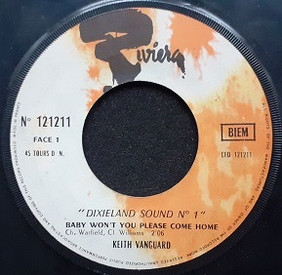 Riviera
N° 121211
FACE 1
45 TOURS D N.
BIEM
121211
"DIXIELAND SOUND N° 1"
BABY WON'T YOU PLEASE COME HOME
Ch. Warfield, Cl. Williams 2'06
KEITH VANGUARD